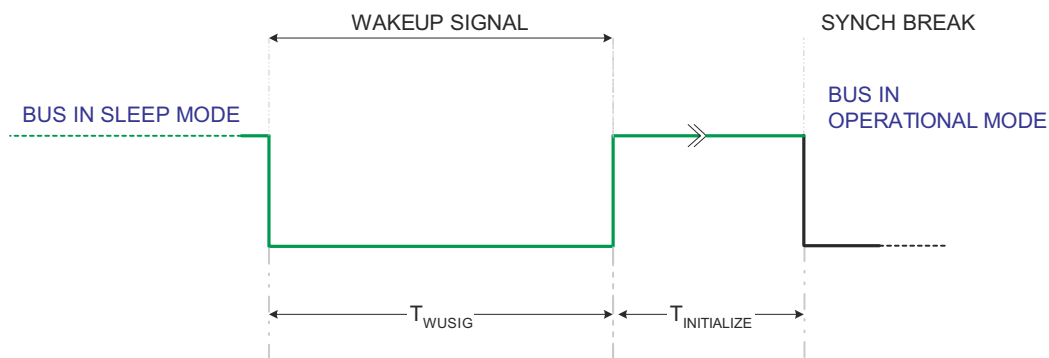 WAKEUP SIGNAL
SYNCH BREAK
BUS IN SLEEP MODE
BUS IN
OPERATIONAL MODE
TWUSIG
TINITIALIZE